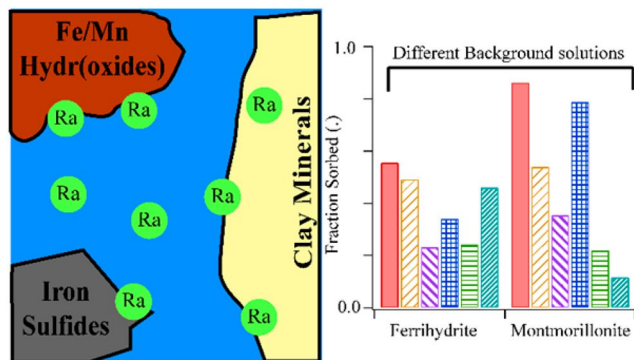 Fe/Mn
Hydr(oxides)
Ra
Ra
Ra
Ra
Ra
Ra
Ra
Ra
Clay Minerals
Iron
Sulfides
Different Background solutions
1.0
Fraction Sorbed (.)
0.0
Ferrihydrite
Montmorillonite